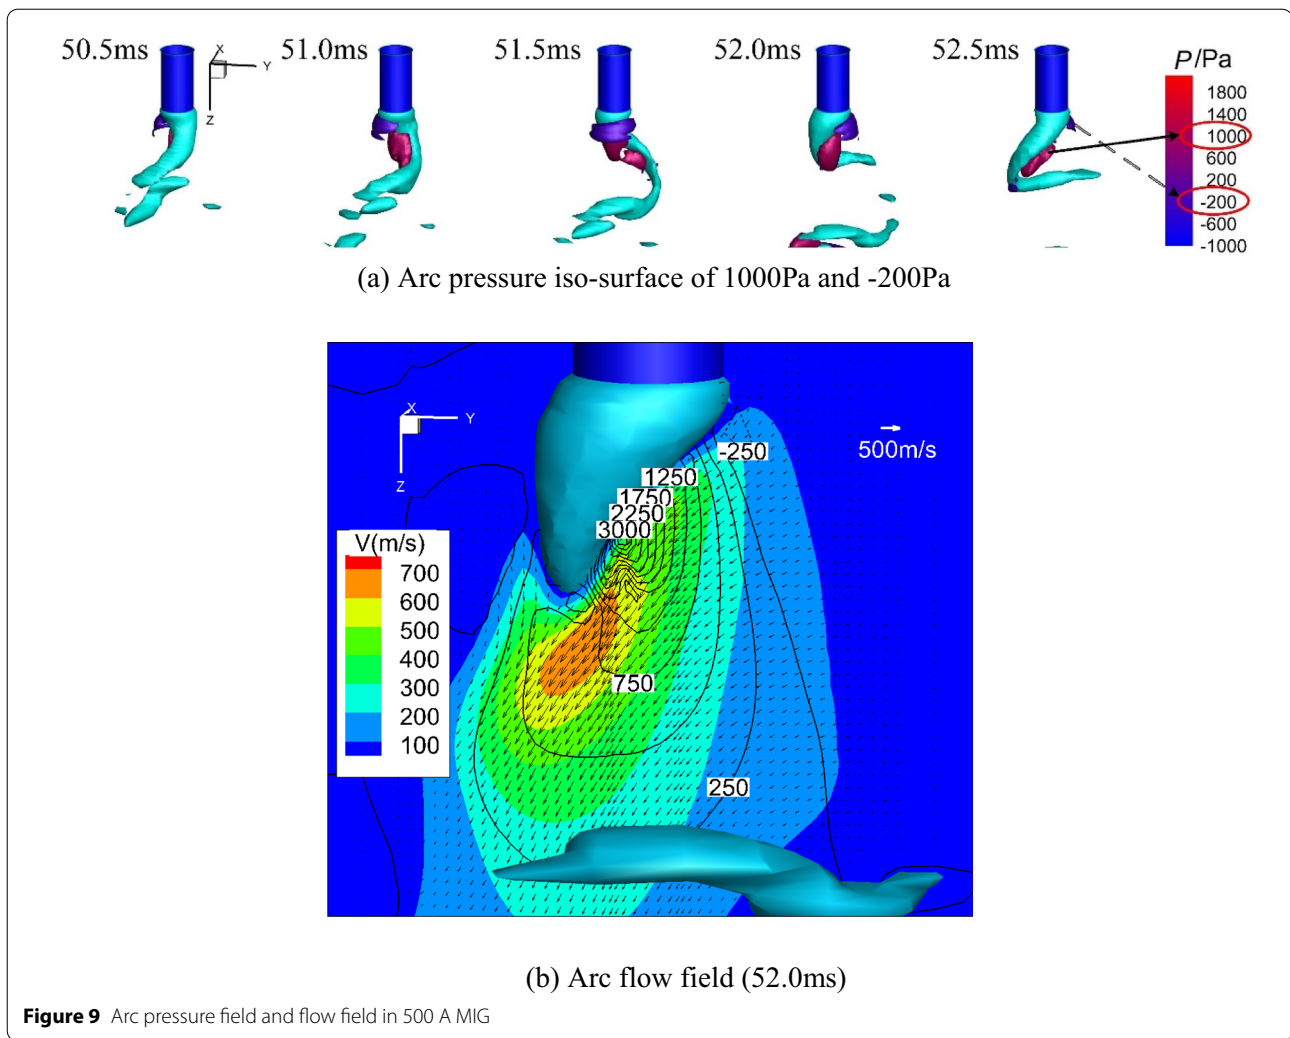 50.5ms
51.0ms
51.5ms
52.0ms
52.5ms
X
Y
Z
P/Pa
1800
1400
1000
600
200
-200
-600
-1000
(a) Arc pressure iso-surface of 1000Pa and -200Pa
X
Y
Z
500m/s
-250
1250
1750
2250
3000
750
250
V(m/s)
700
600
500
400
300
200
100
(b) Arc flow field (52.0ms)
Figure 9 Arc pressure field and flow field in 500 A MIG